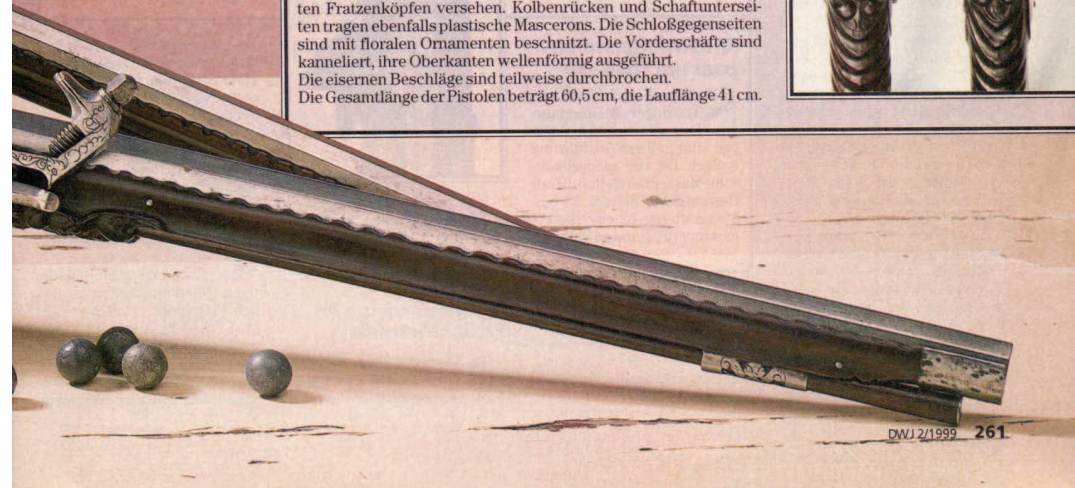 ten Fratzenköpfen versehen. Kolbenrücken und Schaftuntersei-
ten tragen ebenfalls plastische Mascerons. Die Schloßgegenseiten
sind mit floralen Ornamenten beschnitzt. Die Vorderschäfte sind
kanneliert, ihre Oberkanten wellenförmig ausgeführt.
Die eisernen Beschläge sind teilweise durchbrochen.
Die Gesamtlänge der Pistolen beträgt 60,5 cm, die Lauflänge 41 cm.
DWJ 2/1999 261